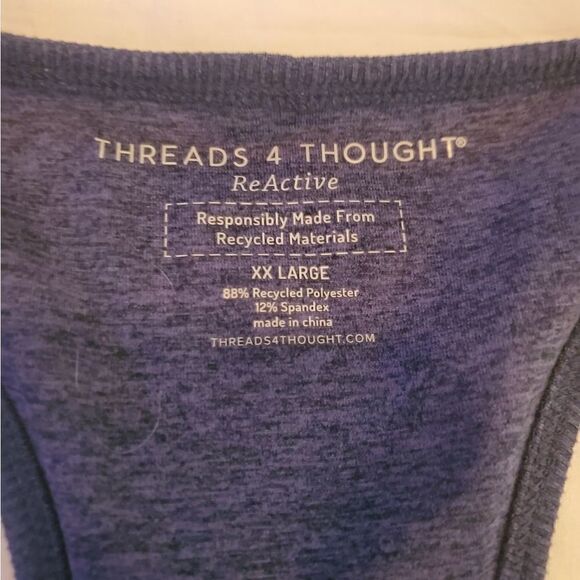 THREADS 4 THOUGHT®
ReActive
Responsibly Made From
Recycled Materials
XX LARGE
88% Recycled Polyester
12% Spandex
made in china
THREADS4THOUGHT.COM